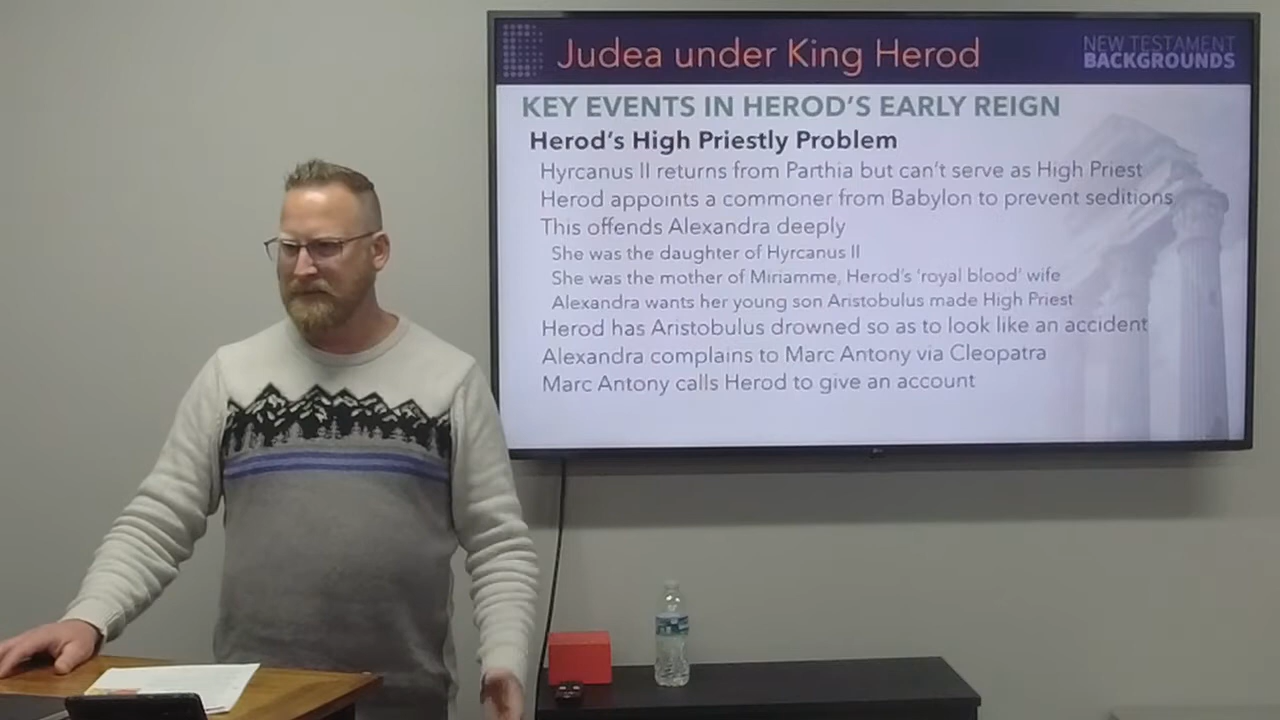 Judea under King Herod
NEW TESTAMENT
BACKGROUNDS
KEY EVENTS IN HEROD'S EARLY REIGN
Herod's High Priestly Problem
Hyrcanus II returns from Parthia but can't serve as High Priest
Herod appoints a commoner from Babylon to prevent seditions
This offends Alexandra deeply
She was the daughter of Hyrcanus II
She was the mother of Miriamme, Herod's 'royal blood' wife
Alexandra wants her young son Aristobulus made High Priest
Herod has Aristobulus drowned so as to look like an accident
Alexandra complains to Marc Antony via Cleopatra
Marc Antony calls Herod to give an account